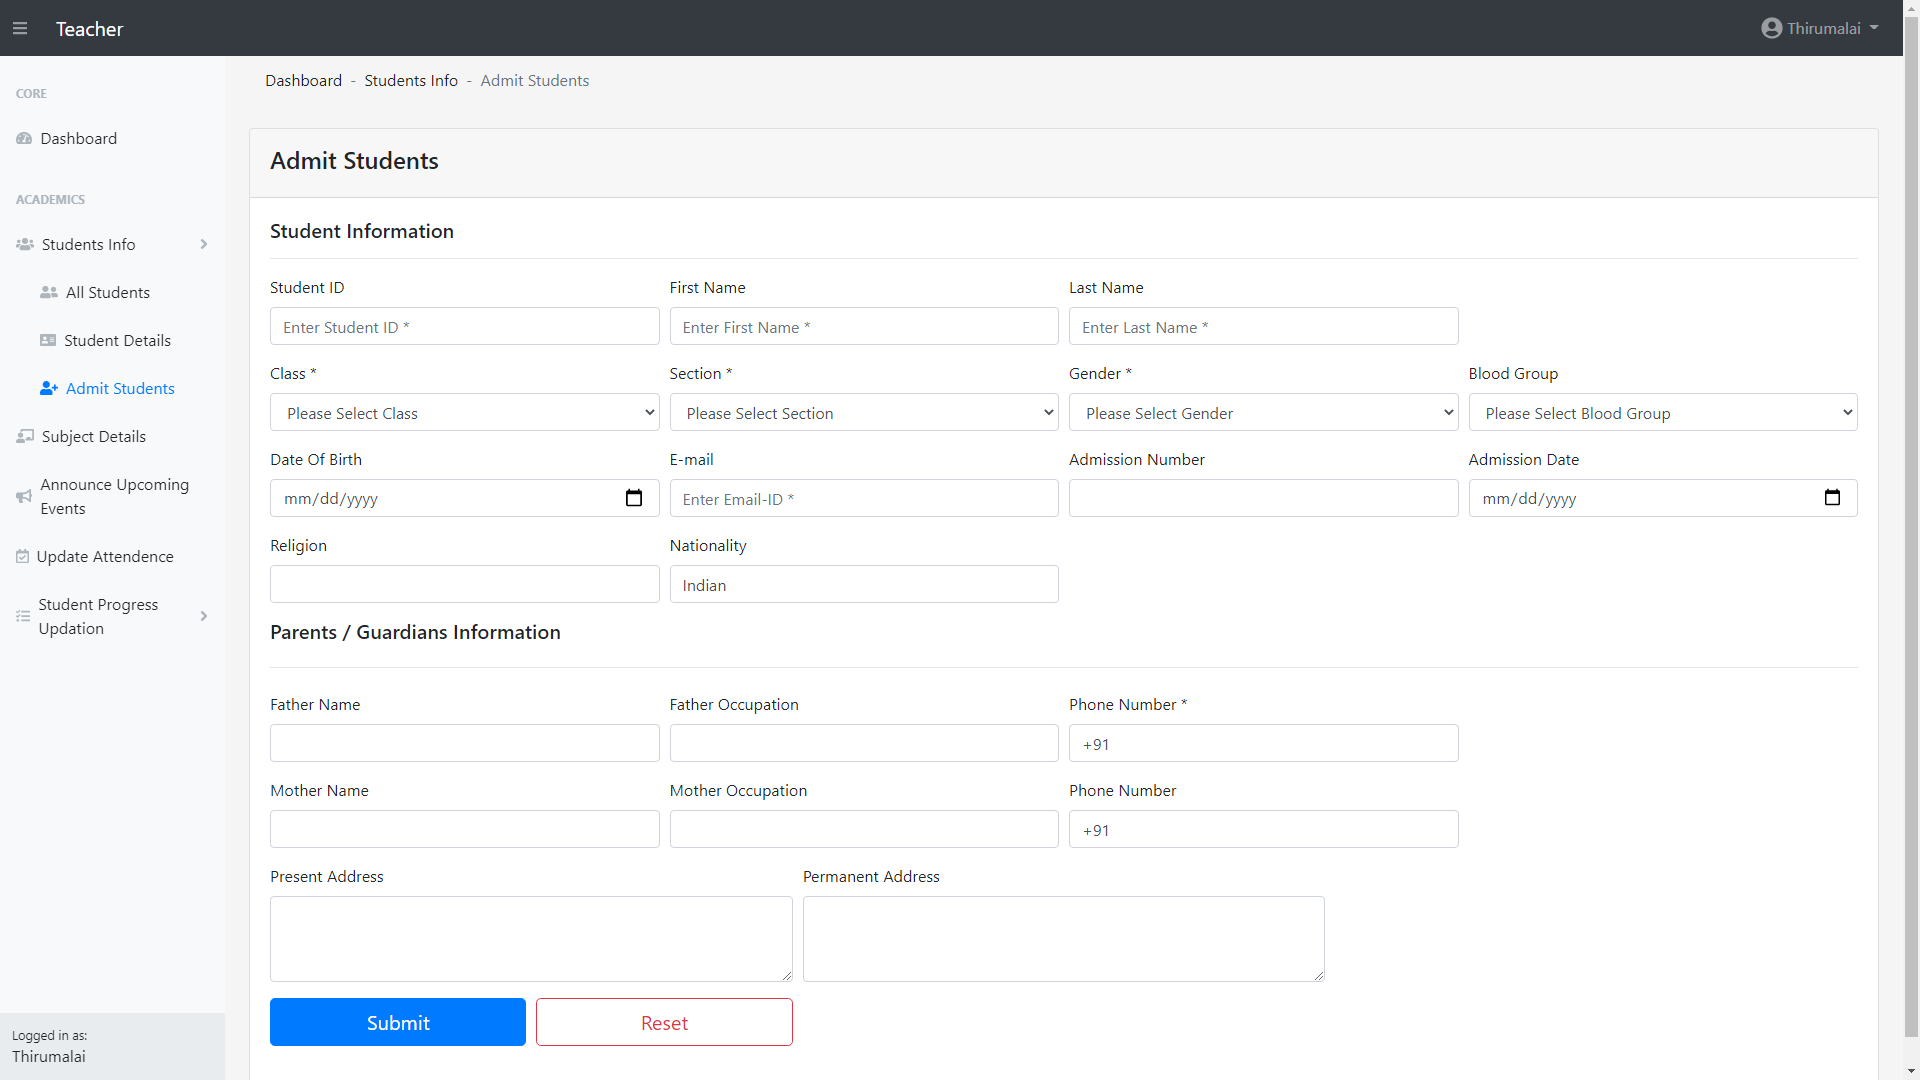 Teacher
Thirumalai
CORE
Dashboard
ACADEMICS
Students Info
All Students
Student Details
Admit Students
Subject Details
Announce Upcoming
Events
Update Attendence
Student Progress
Updation
Logged in as:
Thirumalai
Dashboard - Students Info - Admit Students
Admit Students
Student Information
Student ID First Name Last Name
Enter Student ID * Enter First Name * Enter Last Name *
Class * Section * Gender * Blood Group
Please Select Class Please Select Section Please Select Gender Please Select Blood Group
Date Of Birth E-mail Admission Number Admission Date
mm/dd/yyyy Enter Email-ID * mm/dd/yyyy
Religion Nationality
Indian
Parents / Guardians Information
Father Name Father Occupation Phone Number *
+91
Mother Name Mother Occupation Phone Number
+91
Present Address Permanent Address
Submit Reset